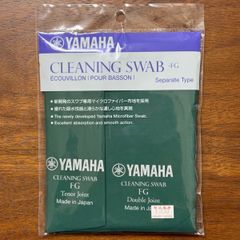 YAMAHA
CLEANING SWAB -FG
ÉCOUVILLON (POUR BASSON)
Separate Type
The newly developed Yamaha Microfiber Swab.
Excellent absorption and smooth action.
YAMAHA
CLEANING SWAB
FG
Tenor Joint
Made in Japan
YAMAHA
CLEANING SWAB
FG
Double Joint
Made in Japan